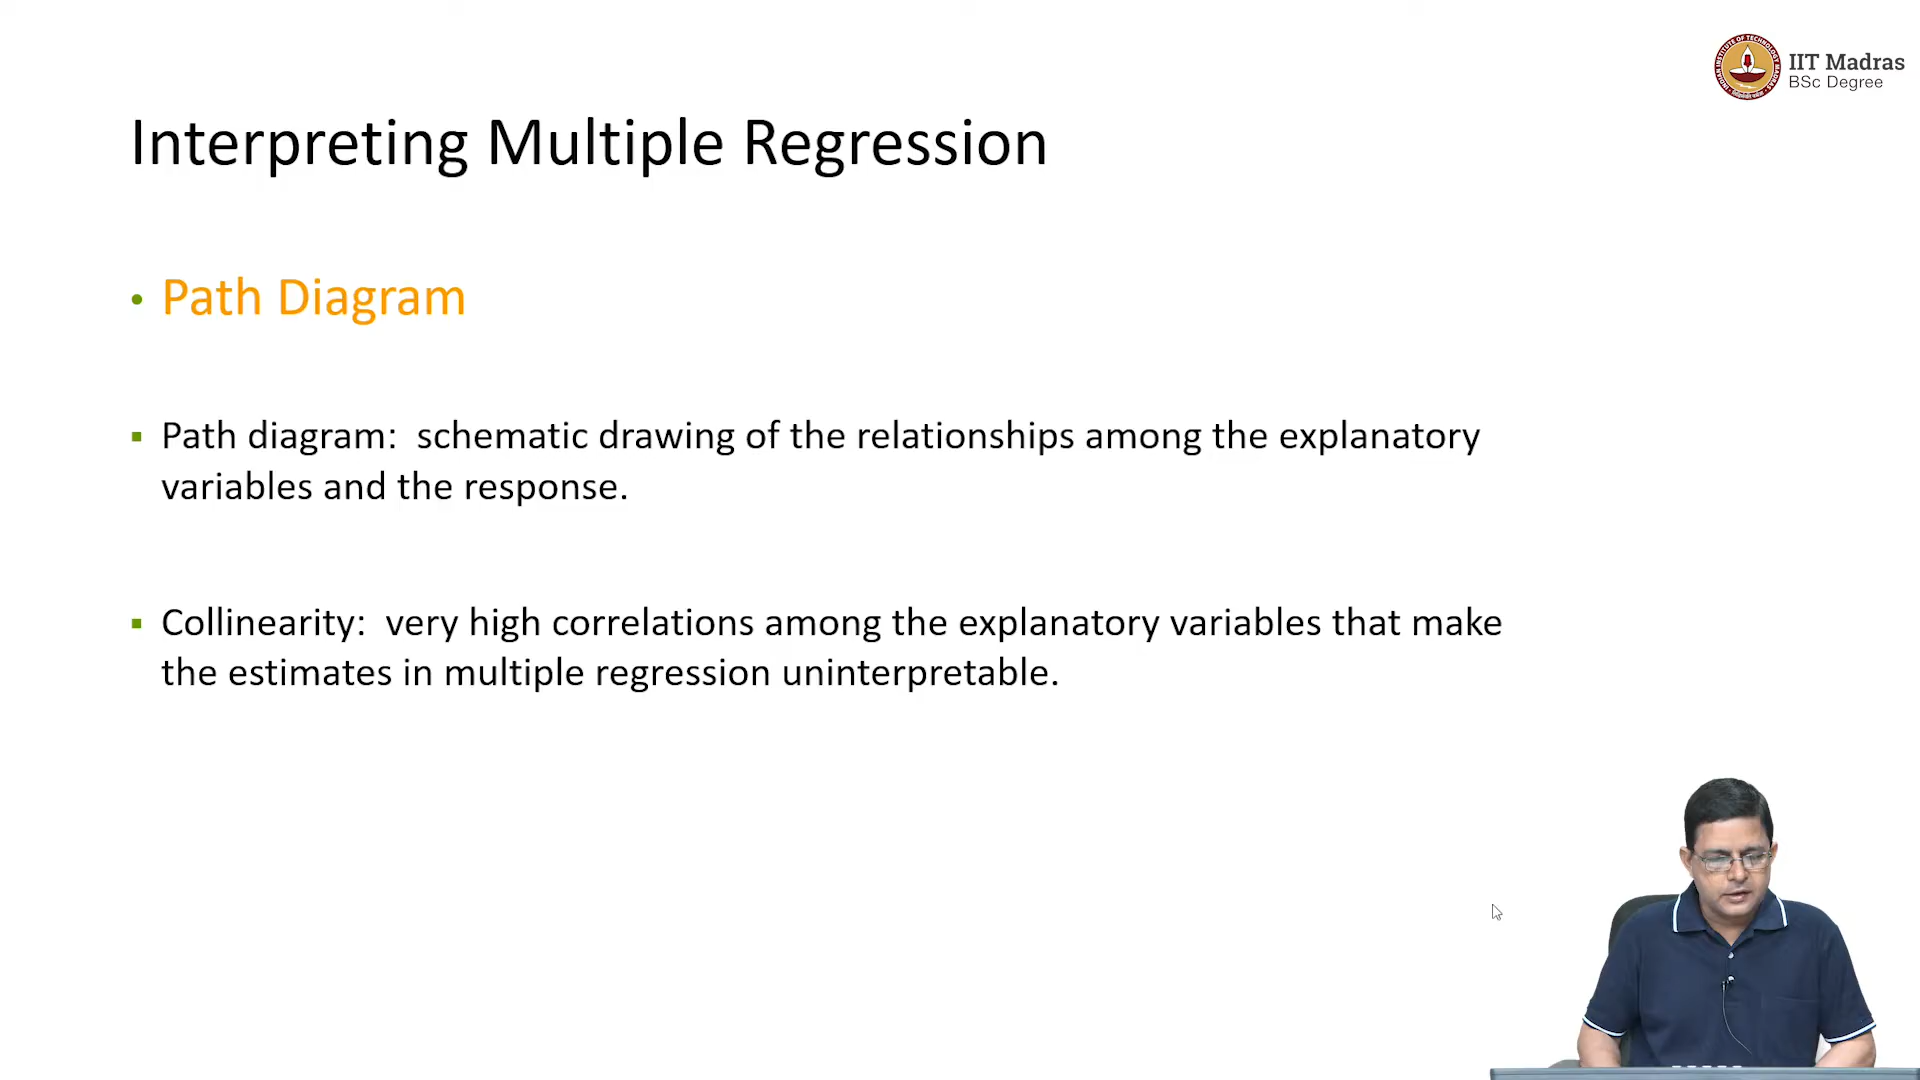 IIT Madras
BSc Degree
Interpreting Multiple Regression
• Path Diagram
▪ Path diagram:  schematic drawing of the relationships among the explanatory
variables and the response.
▪ Collinearity:  very high correlations among the explanatory variables that make
the estimates in multiple regression uninterpretable.